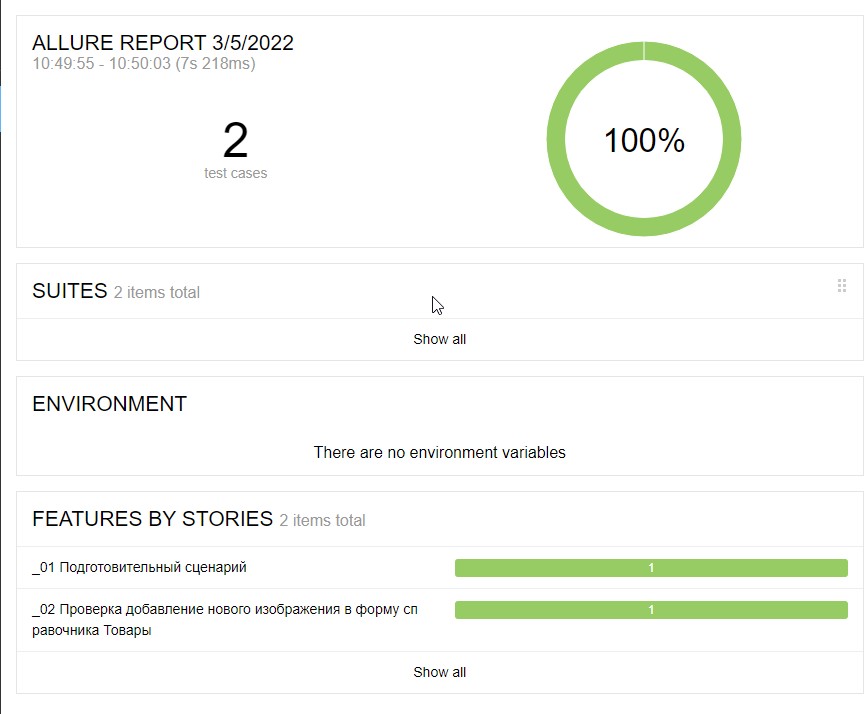 ALLURE REPORT 3/5/2022
10:49:55 - 10:50:03 (7s 218ms)
2
test cases
100%
SUITES 2 items total
Show all
ENVIRONMENT
There are no environment variables
FEATURES BY STORIES 2 items total
_01 Подготовительный сценарий 1
_02 Проверка добавление нового изображения в форму сп 1
равочника Товары
Show all